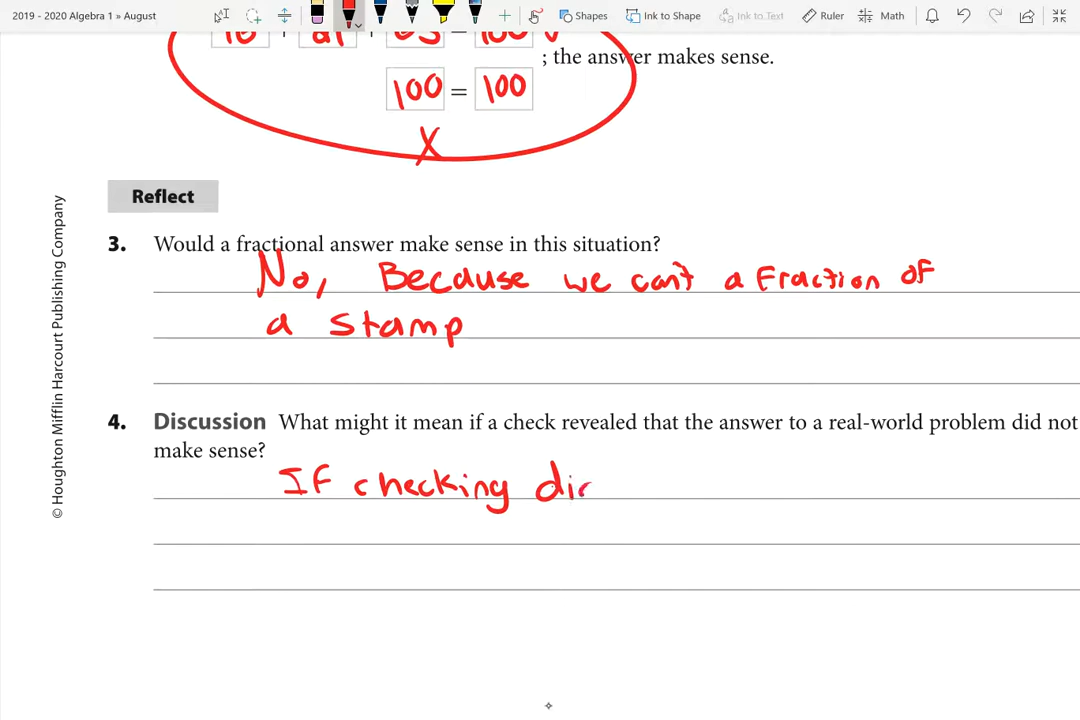 2019 - 2020 Algebra 1 » August
Shapes
Ink to Shape
Ink to Text
Ruler
Math
; the answer makes sense.
100 = 100
X
Reflect
3. Would a fractional answer make sense in this situation?
No, Because we can't a Fraction of
a stamp
4. Discussion What might it mean if a check revealed that the answer to a real-world problem did not
make sense?
If checking dic
© Houghton Mifflin Harcourt Publishing Company